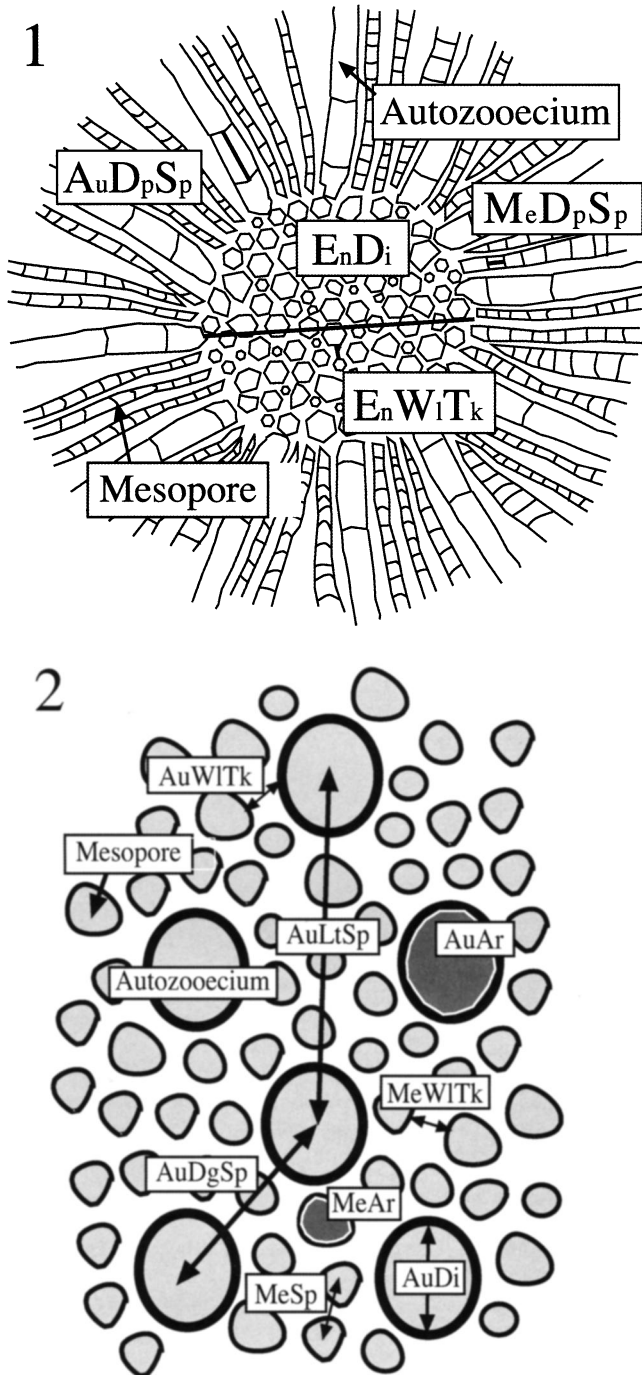 1
Autozooecium
AuDpSp
MeDpSp
EnDi
EnWlTk
Mesopore
2
AuWlTk
Mesopore
AuLtSp
AuAr
Autozooecium
MeWlTk
AuDgSp
MeAr
AuDi
MeSp